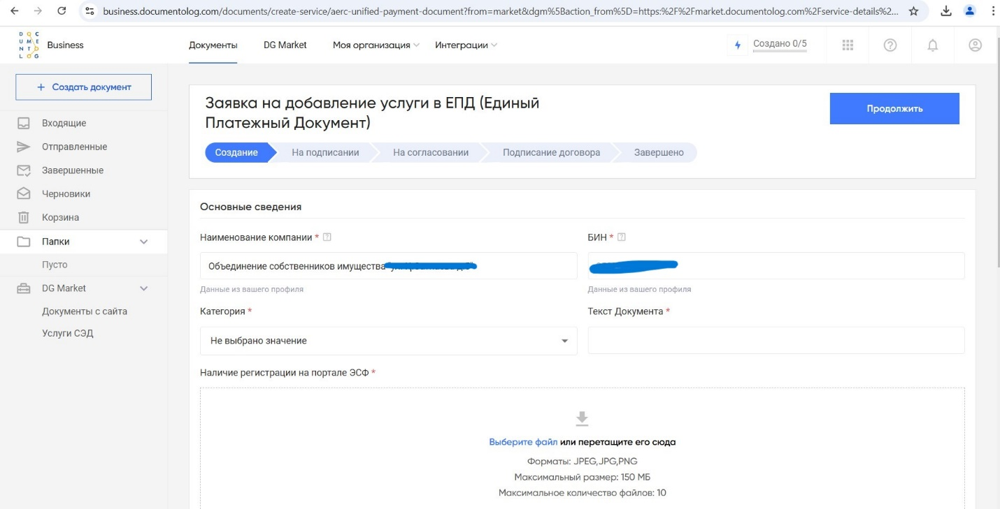 business.documentolog.com/documents/create-service/aerc-unified-payment-document?from=market&dgm%5Baction_from%5D=https:%2F%2Fmarket.documentolog.com%2Fservice-details%2...
DOC
UME
NTO
LOG
Business
Документы
DG Market
Моя организация
Интеграции
Создано 0/5
+ Создать документ
Входящие
Отправленные
Завершенные
Черновики
Корзина
Папки
Пусто
DG Market
Документы с сайта
Услуги СЭД
Заявка на добавление услуги в ЕПД (Единый
Платежный Документ)
Продолжить
Создание
На подписании
На согласовании
Подписание договора
Завершено
Основные сведения
Наименование компании *
БИН *
Объединение собственников имущества
Данные из вашего профиля
Данные из вашего профиля
Категория *
Текст Документа *
Не выбрано значение
Наличие регистрации на портале ЭСФ *
Выберите файл или перетащите его сюда
Форматы: JPEG,JPG,PNG
Максимальный размер: 150 МБ
Максимальное количество файлов: 10